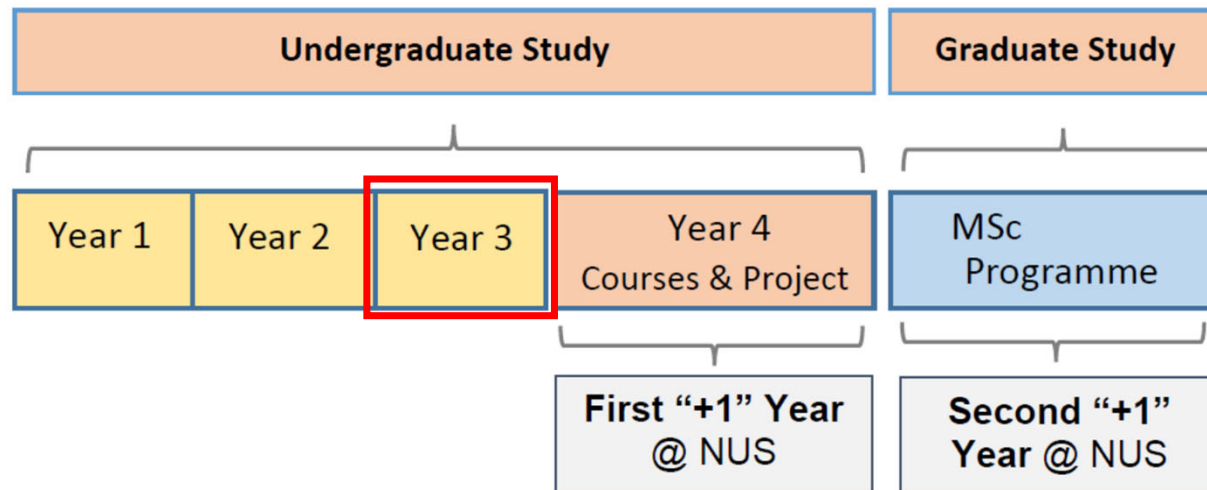 Undergraduate Study
Graduate Study
Year 1
Year 2
Year 3
Year 4
Courses & Project
MSc
Programme
First “+1” Year
@ NUS
Second “+1”
Year @ NUS